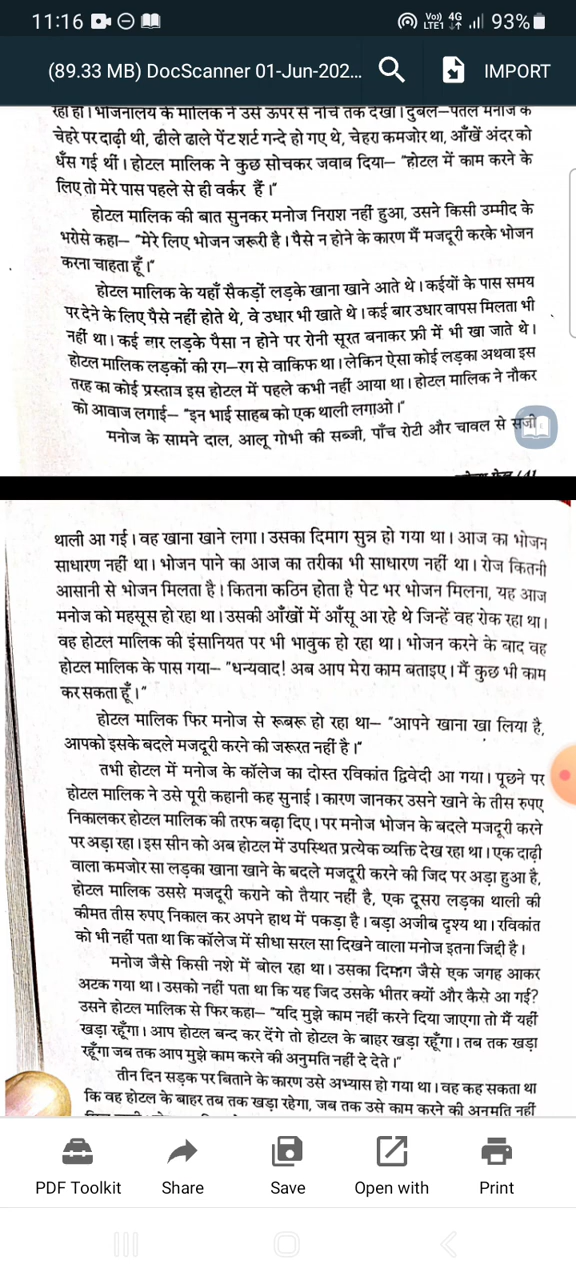 11:16
Vo) LTE1 4G 93%
(89.33 MB) DocScanner 01-Jun-202... IMPORT
रहा हो। भोजनालय के मालिक ने उसे ऊपर से नीचे तक देखा। दुबले-पतले मनोज के
चेहरे पर दाढ़ी थी, ढीले ढाले पेंट शर्ट गन्दे हो गए थे, चेहरा कमजोर था, आँखें अंदर को
धँस गई थीं। होटल मालिक ने कुछ सोचकर जवाब दिया— "होटल में काम करने के
लिए तो मेरे पास पहले से ही वर्कर हैं।"
होटल मालिक की बात सुनकर मनोज निराश नहीं हुआ, उसने किसी उम्मीद के
भरोसे कहा— "मेरे लिए भोजन जरूरी है। पैसे न होने के कारण मैं मजदूरी करके भोजन
करना चाहता हूँ।"
होटल मालिक के यहाँ सैकड़ों लड़के खाना खाने आते थे। कईयों के पास समय
पर देने के लिए पैसे नहीं होते थे, वे उधार भी खाते थे। कई बार उधार वापस मिलता भी
नहीं था। कई बार लड़के पैसा न होने पर रोनी सूरत बनाकर फ्री में भी खा जाते थे।
होटल मालिक लड़कों की रग-रग से वाकिफ था। लेकिन ऐसा कोई लड़का अथवा इस
तरह का कोई प्रस्ताव इस होटल में पहले कभी नहीं आया था। होटल मालिक ने नौकर
को आवाज लगाई— "इन भाई साहब को एक थाली लगाओ।"
मनोज के सामने दाल, आलू गोभी की सब्जी, पाँच रोटी और चावल से सजी
थाली आ गई। वह खाना खाने लगा। उसका दिमाग सुन्न हो गया था। आज का भोजन
साधारण नहीं था। भोजन पाने का आज का तरीका भी साधारण नहीं था। रोज कितनी
आसानी से भोजन मिलता है। कितना कठिन होता है पेट भर भोजन मिलना, यह आज
मनोज को महसूस हो रहा था। उसकी आँखों में आँसू आ रहे थे जिन्हें वह रोक रहा था।
वह होटल मालिक की इंसानियत पर भी भावुक हो रहा था। भोजन करने के बाद वह
होटल मालिक के पास गया— "धन्यवाद! अब आप मेरा काम बताइए। मैं कुछ भी काम
कर सकता हूँ।"
होटल मालिक फिर मनोज से रूबरू हो रहा था— "आपने खाना खा लिया है,
आपको इसके बदले मजदूरी करने की जरूरत नहीं है।"
तभी होटल में मनोज के कॉलेज का दोस्त रविकांत द्विवेदी आ गया। पूछने पर
होटल मालिक ने उसे पूरी कहानी कह सुनाई। कारण जानकर उसने खाने के तीस रुपए
निकालकर होटल मालिक की तरफ बढ़ा दिए। पर मनोज भोजन के बदले मजदूरी करने
पर अड़ा रहा। इस सीन को अब होटल में उपस्थित प्रत्येक व्यक्ति देख रहा था। एक दाढ़ी
वाला कमजोर सा लड़का खाना खाने के बदले मजदूरी करने की जिद पर अड़ा हुआ है,
होटल मालिक उससे मजदूरी कराने को तैयार नहीं है, एक दूसरा लड़का थाली की
कीमत तीस रुपए निकाल कर अपने हाथ में पकड़ा है। बड़ा अजीब दृश्य था। रविकांत
को भी नहीं पता था कि कॉलेज में सीधा सरल सा दिखने वाला मनोज इतना जिद्दी है।
मनोज जैसे किसी नशे में बोल रहा था। उसका दिमाग जैसे एक जगह आकर
अटक गया था। उसको नहीं पता था कि यह जिद उसके भीतर क्यों और कैसे आ गई?
उसने होटल मालिक से फिर कहा— "यदि मुझे काम नहीं करने दिया जाएगा तो मैं यहीं
खड़ा रहूँगा। आप होटल बन्द कर देंगे तो होटल के बाहर खड़ा रहूँगा। तब तक खड़ा
रहूँगा जब तक आप मुझे काम करने की अनुमति नहीं दे देते।"
तीन दिन सड़क पर बिताने के कारण उसे अभ्यास हो गया था। वह कह सकता था
कि वह होटल के बाहर तब तक खड़ा रहेगा, जब तक उसे काम करने की अनुमति नहीं
PDF Toolkit Share Save Open with Print